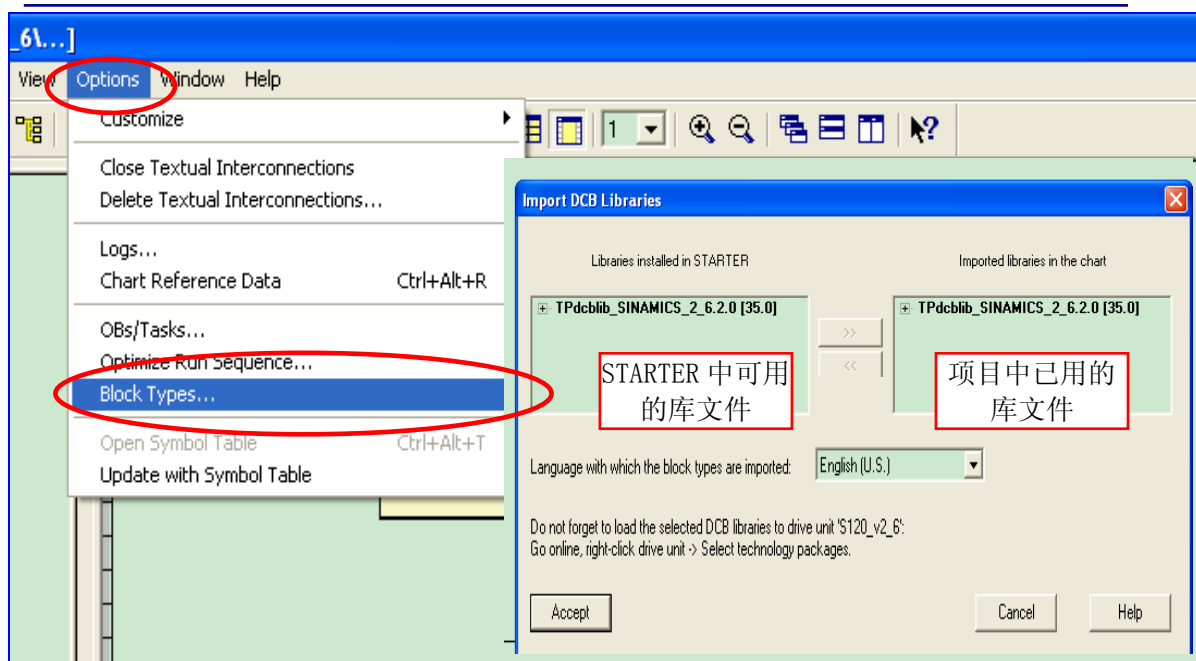 _6\...]
View Options Window Help
1
Customize
Close Textual Interconnections
Delete Textual Interconnections...
Logs...
Chart Reference Data Ctrl+Alt+R
OBs/Tasks...
Optimize Run Sequence...
Block Types...
Open Symbol Table Ctrl+Alt+T
Update with Symbol Table
Import DCB Libraries
Libraries installed in STARTER
Imported libraries in the chart
TPdcblib_SINAMICS_2_6.2.0 [35.0]
TPdcblib_SINAMICS_2_6.2.0 [35.0]
>>
<<
STARTER 中可用
的库文件
项目中已用的
库文件
Language with which the block types are imported: English (U.S.)
Do not forget to load the selected DCB libraries to drive unit 'S120_v2_6':
Go online, right-click drive unit -> Select technology packages.
Accept Cancel Help